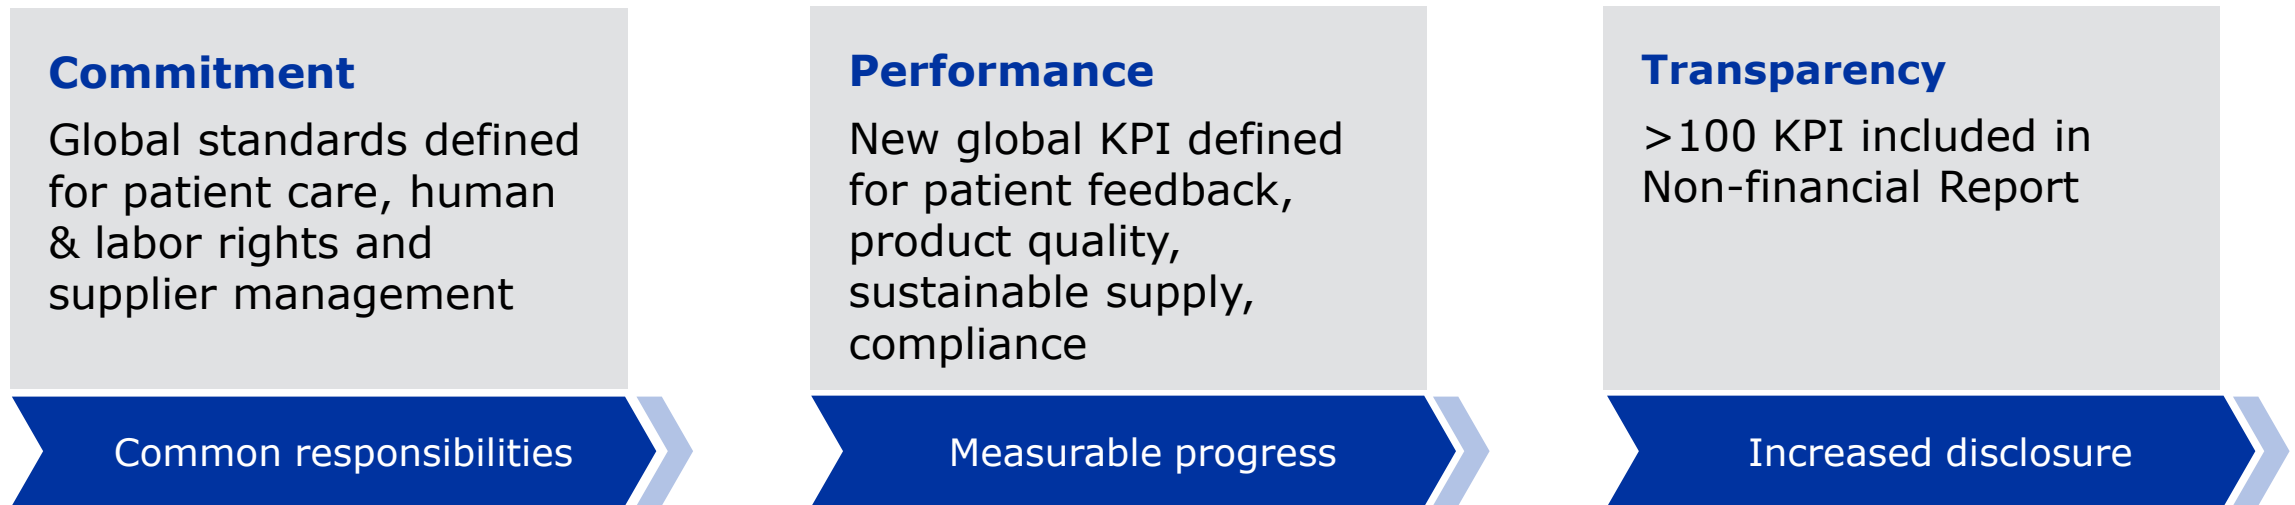 Commitment
Global standards defined
for patient care, human
& labor rights and
supplier management
Common responsibilities
Performance
New global KPI defined
for patient feedback,
product quality,
sustainable supply,
compliance
Measurable progress
Transparency
>100 KPI included in
Non-financial Report
Increased disclosure